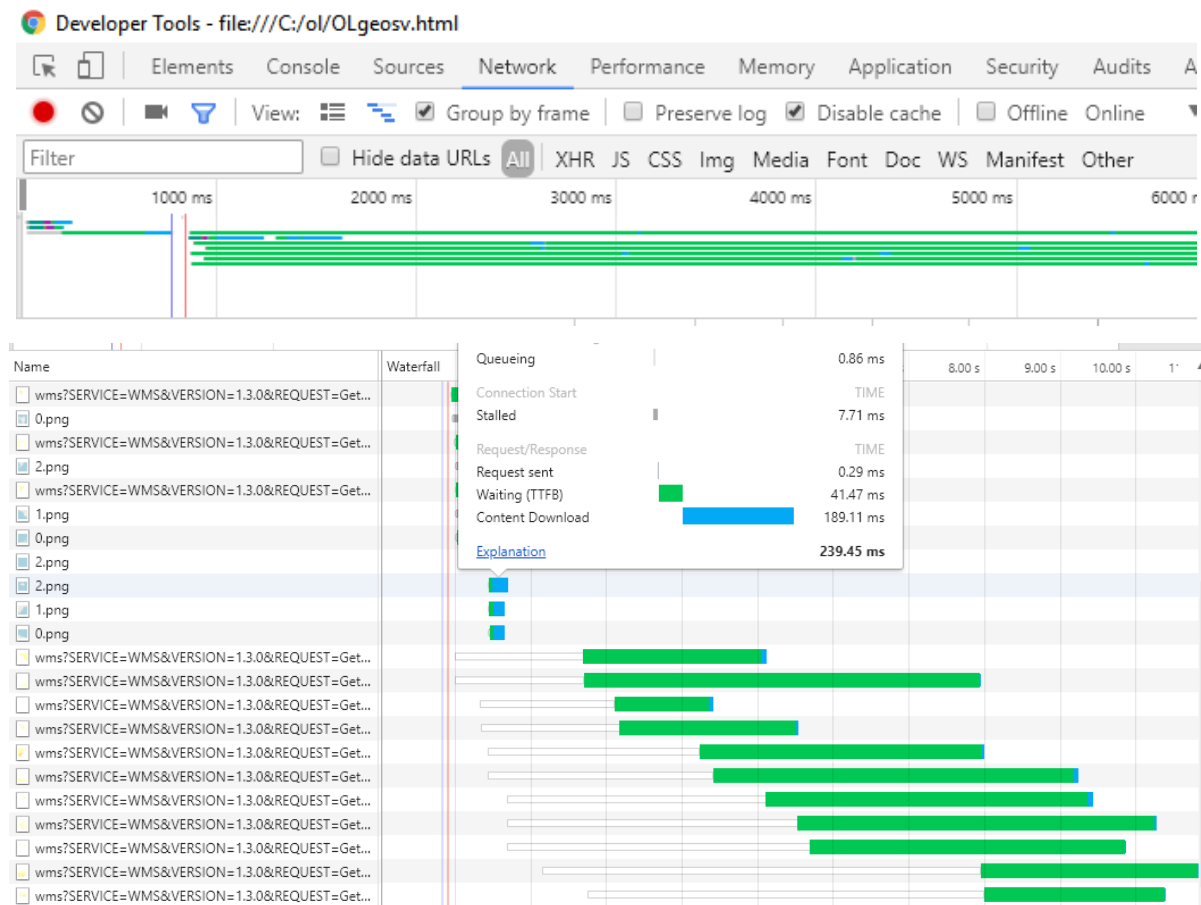 Developer Tools - file:///C:/ol/OLgeosv.html
Elements Console Sources Network Performance Memory Application Security Audits A
View: Group by frame Preserve log Disable cache Offline Online
Filter Hide data URLs All XHR JS CSS Img Media Font Doc WS Manifest Other
1000 ms 2000 ms 3000 ms 4000 ms 5000 ms 6000 m
Name Waterfall 8.00 s 9.00 s 10.00 s
Queueing 0.86 ms
Connection Start TIME
Stalled 7.71 ms
Request/Response TIME
Request sent 0.29 ms
Waiting (TTFB) 41.47 ms
Content Download 189.11 ms
Explanation 239.45 ms
wms?SERVICE=WMS&VERSION=1.3.0&REQUEST=Get...
0.png
wms?SERVICE=WMS&VERSION=1.3.0&REQUEST=Get...
2.png
wms?SERVICE=WMS&VERSION=1.3.0&REQUEST=Get...
1.png
0.png
2.png
2.png
1.png
0.png
wms?SERVICE=WMS&VERSION=1.3.0&REQUEST=Get...
wms?SERVICE=WMS&VERSION=1.3.0&REQUEST=Get...
wms?SERVICE=WMS&VERSION=1.3.0&REQUEST=Get...
wms?SERVICE=WMS&VERSION=1.3.0&REQUEST=Get...
wms?SERVICE=WMS&VERSION=1.3.0&REQUEST=Get...
wms?SERVICE=WMS&VERSION=1.3.0&REQUEST=Get...
wms?SERVICE=WMS&VERSION=1.3.0&REQUEST=Get...
wms?SERVICE=WMS&VERSION=1.3.0&REQUEST=Get...
wms?SERVICE=WMS&VERSION=1.3.0&REQUEST=Get...
wms?SERVICE=WMS&VERSION=1.3.0&REQUEST=Get...
wms?SERVICE=WMS&VERSION=1.3.0&REQUEST=Get...